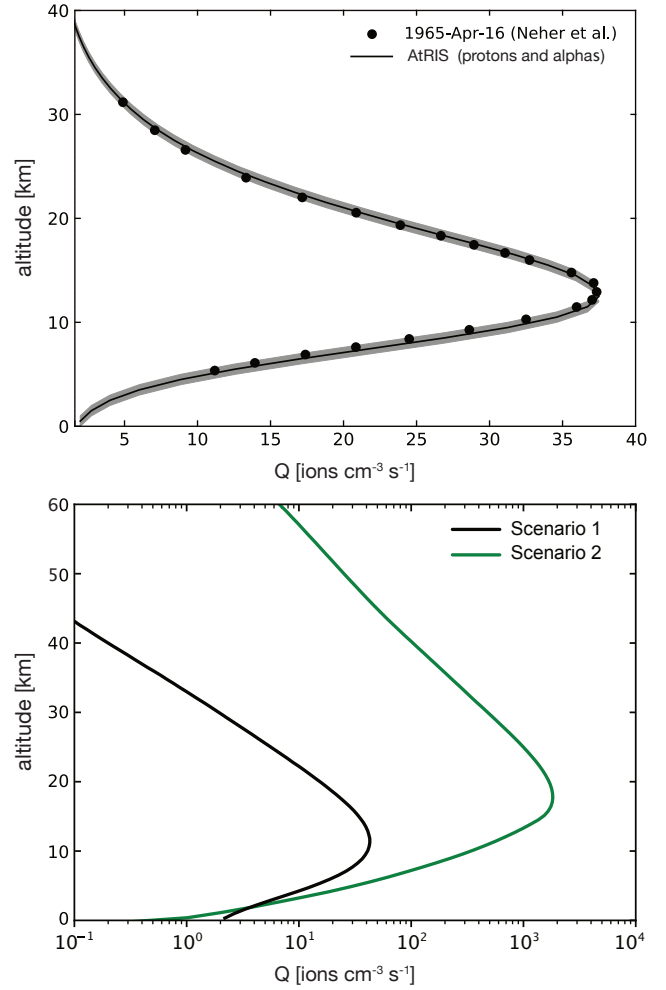 40
30
20
10
0
altitude [km]
1965-Apr-16 (Neher et al.)
AtRIS (protons and alphas)
5 10 15 20 25 30 35 40
Q [ions cm⁻³ s⁻¹]
60
50
40
30
20
10
0
altitude [km]
Scenario 1
Scenario 2
10⁻¹ 10⁰ 10¹ 10² 10³ 10⁴
Q [ions cm⁻³ s⁻¹]